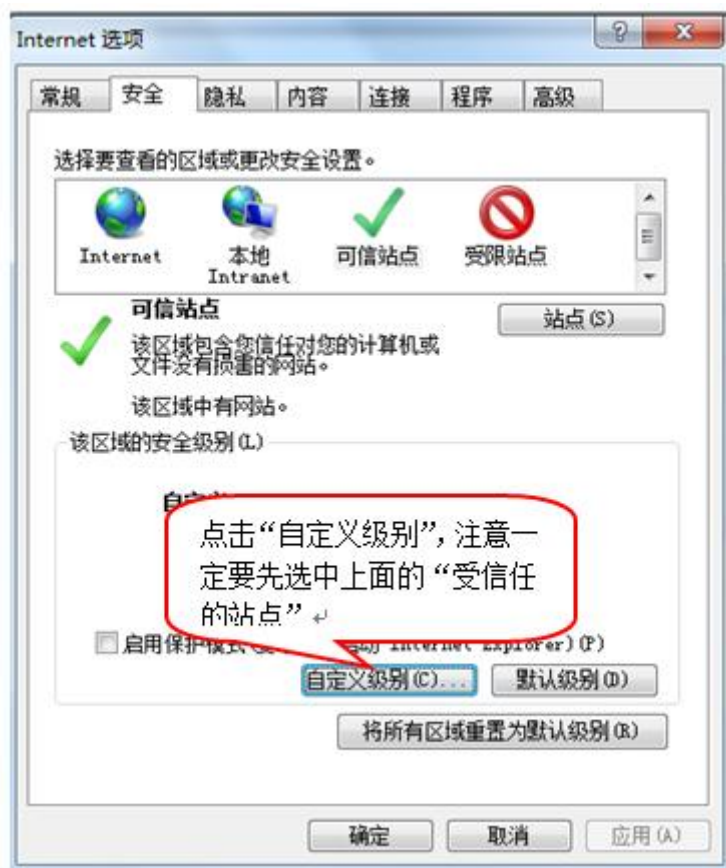 Internet 选项
常规 安全 隐私 内容 连接 程序 高级
选择要查看的区域或更改安全设置。
Internet 本地 Intranet 可信站点 受限站点
可信站点
站点(S)
该区域包含您信任对您的计算机或
文件没有损害的网站。
该区域中有网站。
该区域的安全级别(L)
点击“自定义级别”，注意一
定要先选中上面的“受信任
的站点”
启用保护模式 Internet Explorer)(P)
自定义级别(C)... 默认级别(D)
将所有区域重置为默认级别(R)
确定 取消 应用(A)